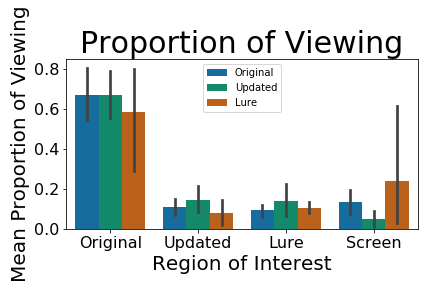 Proportion of Viewing
Mean Proportion of Viewing
0.8
0.6
0.4
0.2
0.0
Original
Updated
Lure
Original Updated Lure Screen
Region of Interest